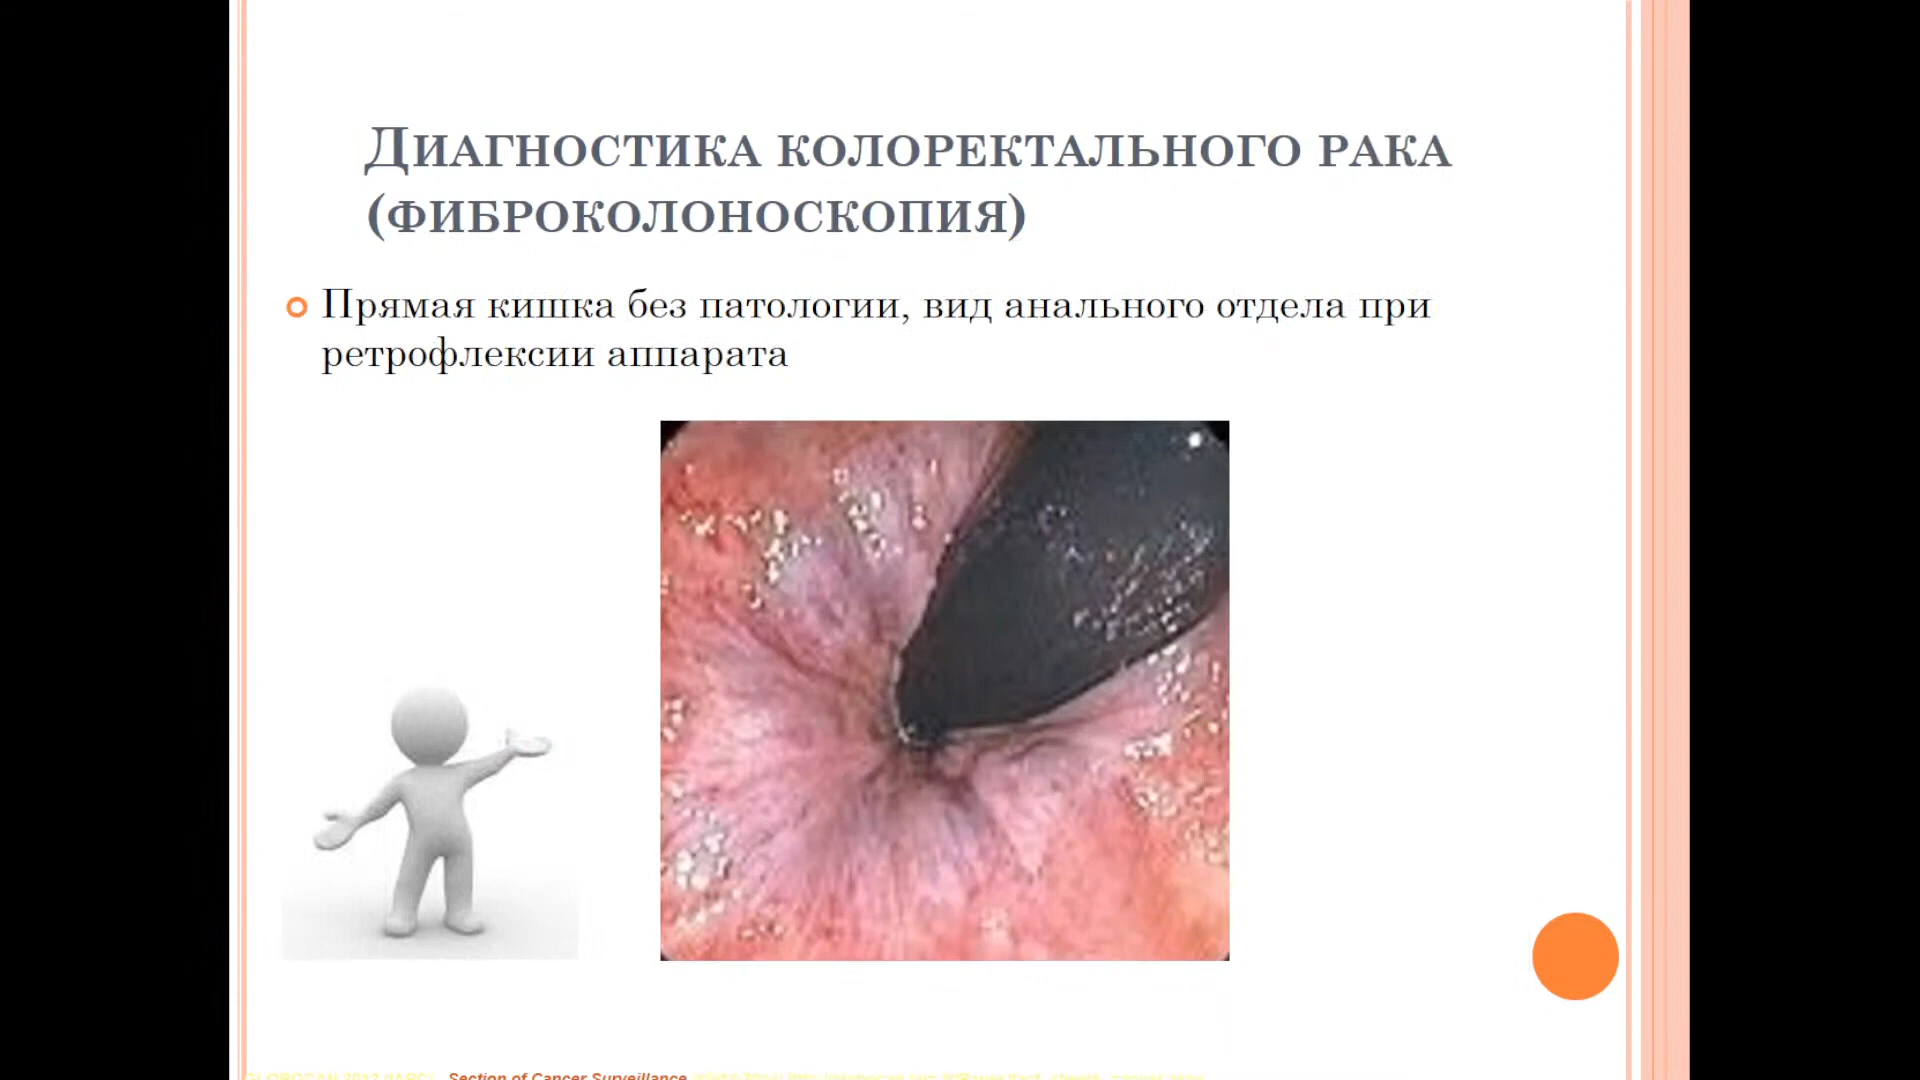 Диагностика колоректального рака
(фиброколоноскопия)
Прямая кишка без патологии, вид анального отдела при
ретрофлексии аппарата
Section of Cancer Surveillance